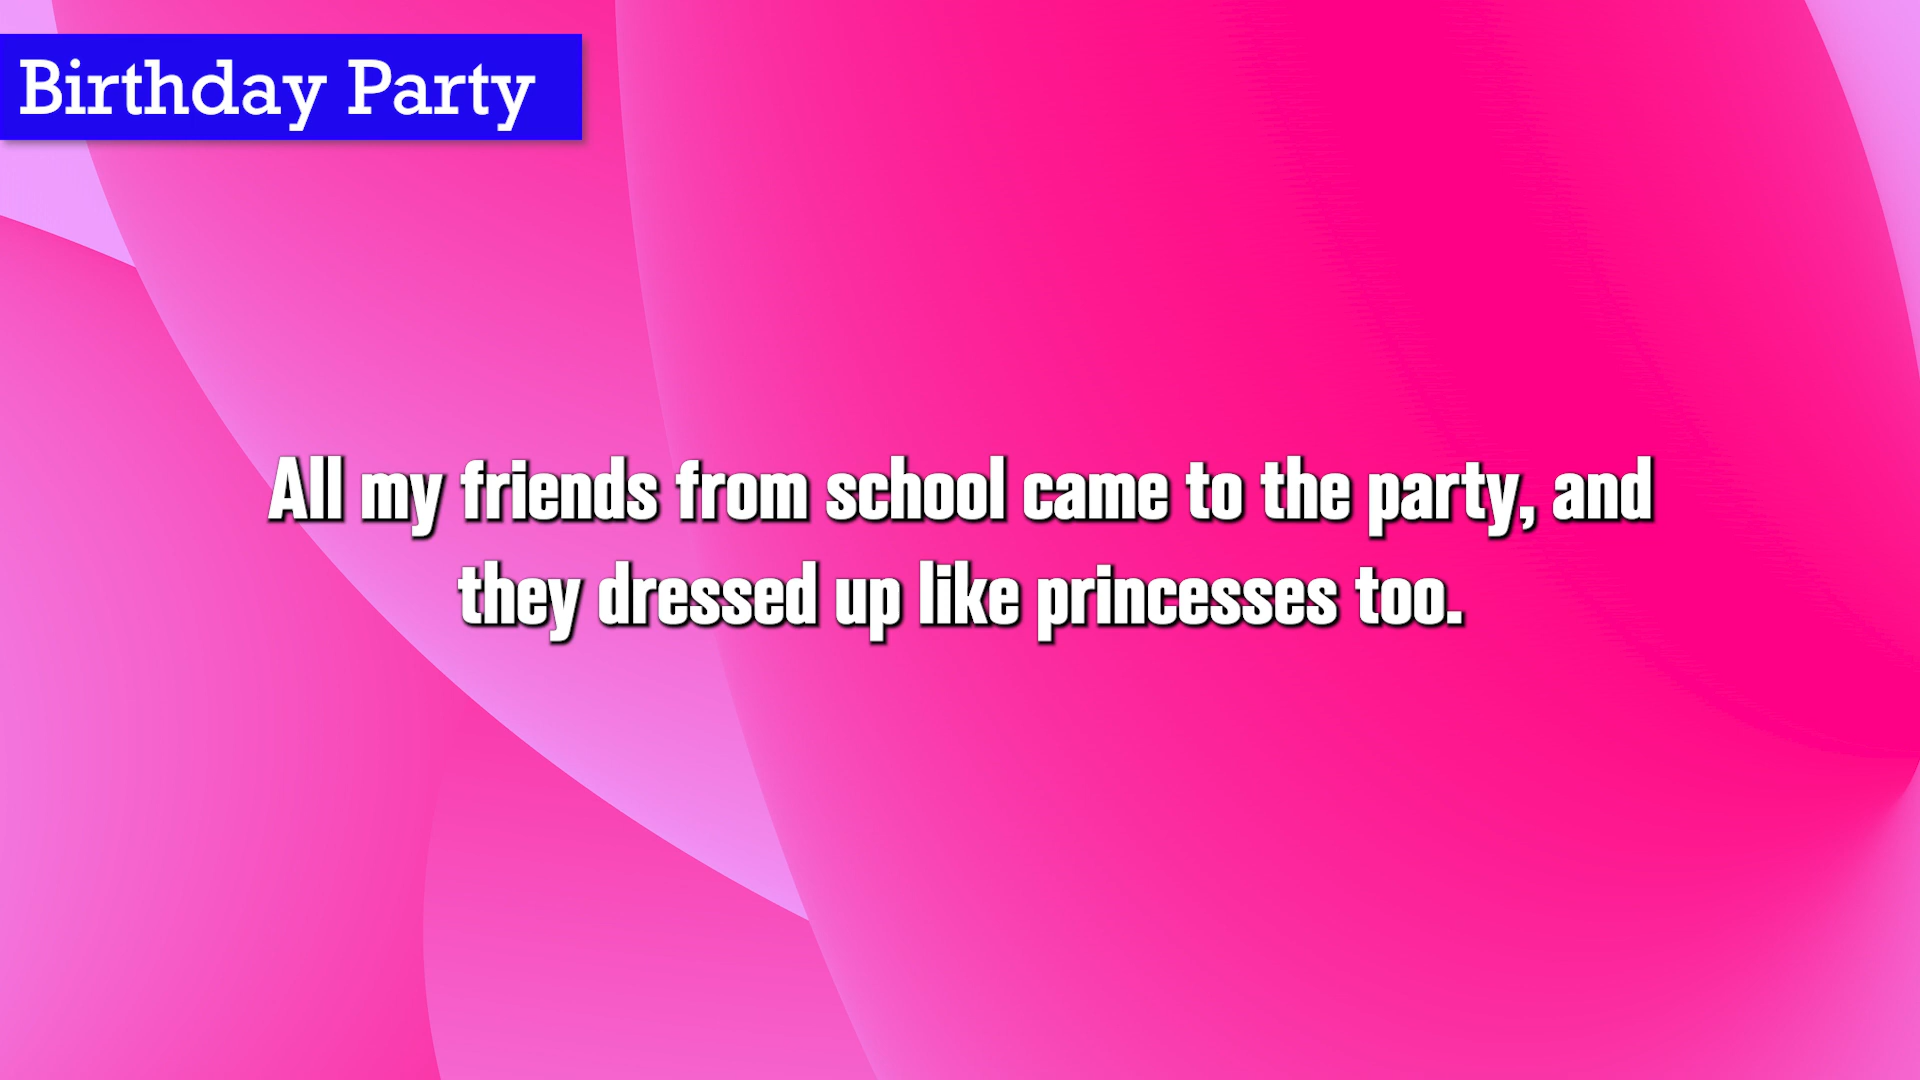 Birthday Party
All my friends from school came to the party, and
they dressed up like princesses too.